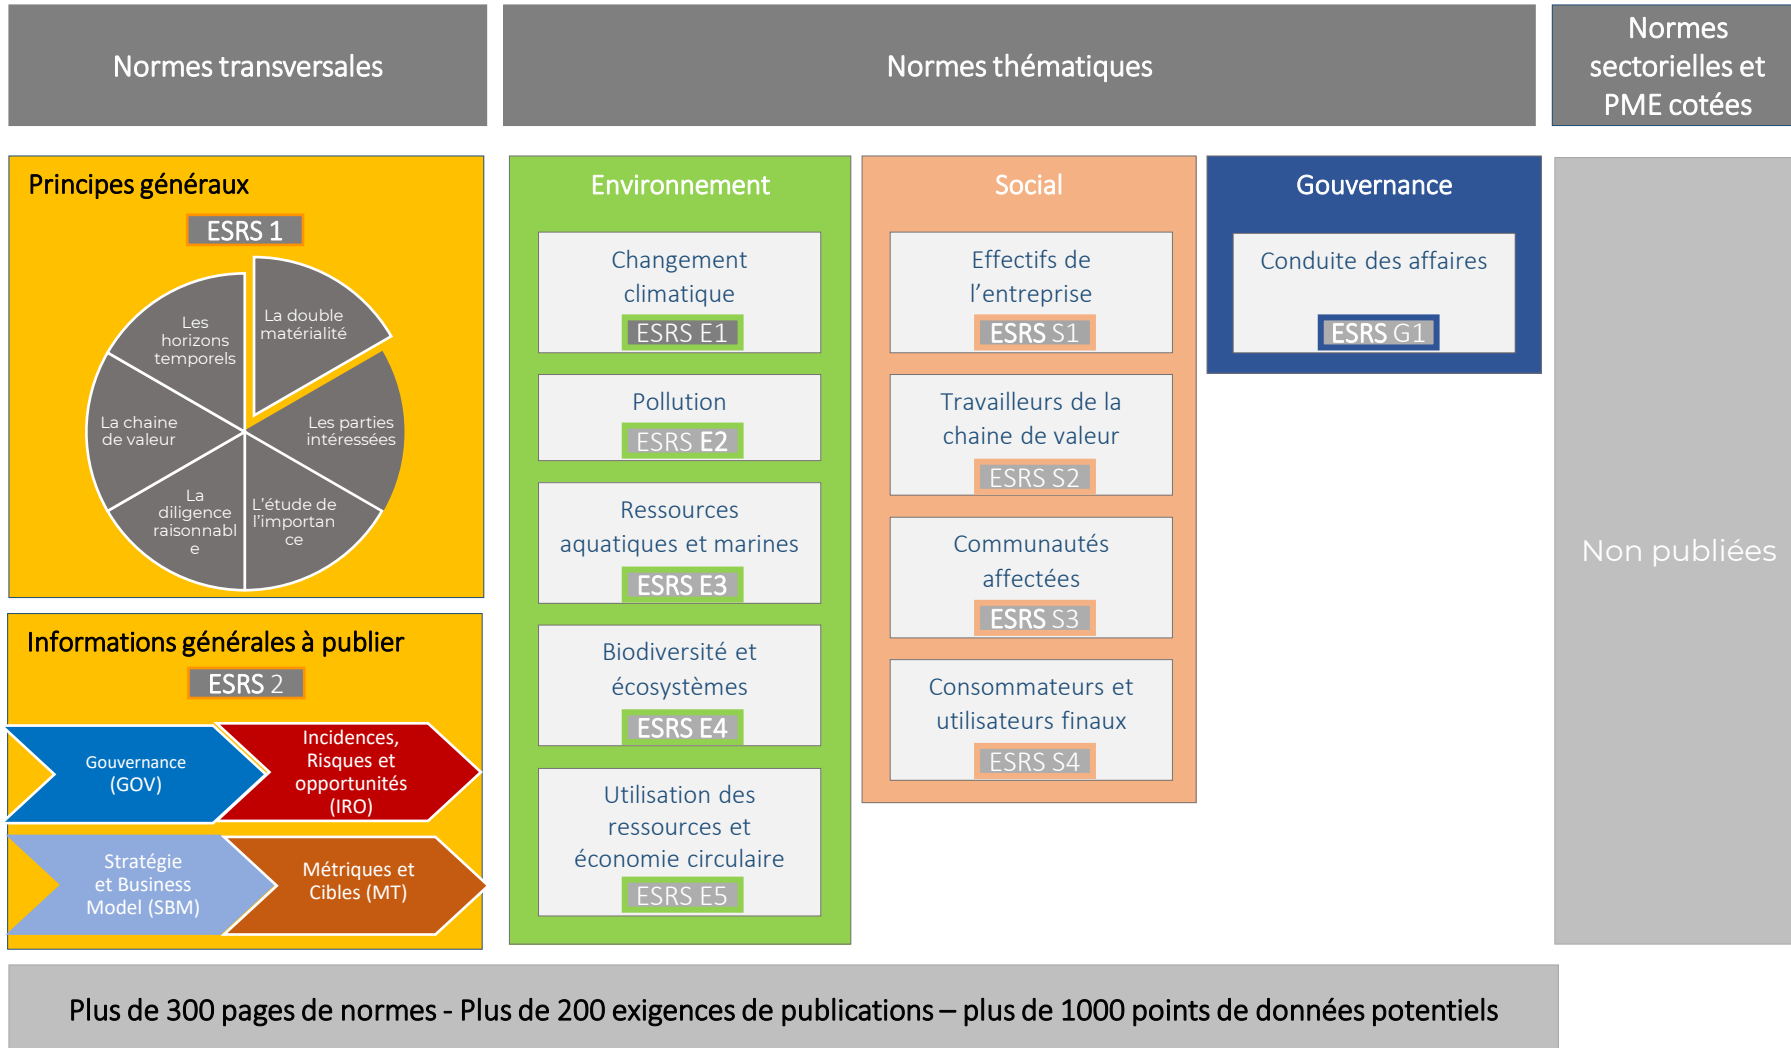 Normes transversales
Normes thématiques
Normes
sectorielles et
PME cotées
Principes généraux
ESRS 1
La double
matérialité
Les parties
intéressées
L'étude de
l'importan
ce
La
diligence
raisonnabl
e
La chaine
de valeur
Les
horizons
temporels
Informations générales à publier
ESRS 2
Gouvernance
(GOV)
Incidences,
Risques et
opportunités
(IRO)
Stratégie
et Business
Model (SBM)
Métriques et
Cibles (MT)
Environnement
Changement
climatique
ESRS E1
Pollution
ESRS E2
Ressources
aquatiques et marines
ESRS E3
Biodiversité et
écosystèmes
ESRS E4
Utilisation des
ressources et
économie circulaire
ESRS E5
Social
Effectifs de
l'entreprise
ESRS S1
Travailleurs de la
chaine de valeur
ESRS S2
Communautés
affectées
ESRS S3
Consommateurs et
utilisateurs finaux
ESRS S4
Gouvernance
Conduite des affaires
ESRS G1
Non publiées
Plus de 300 pages de normes - Plus de 200 exigences de publications – plus de 1000 points de données potentiels